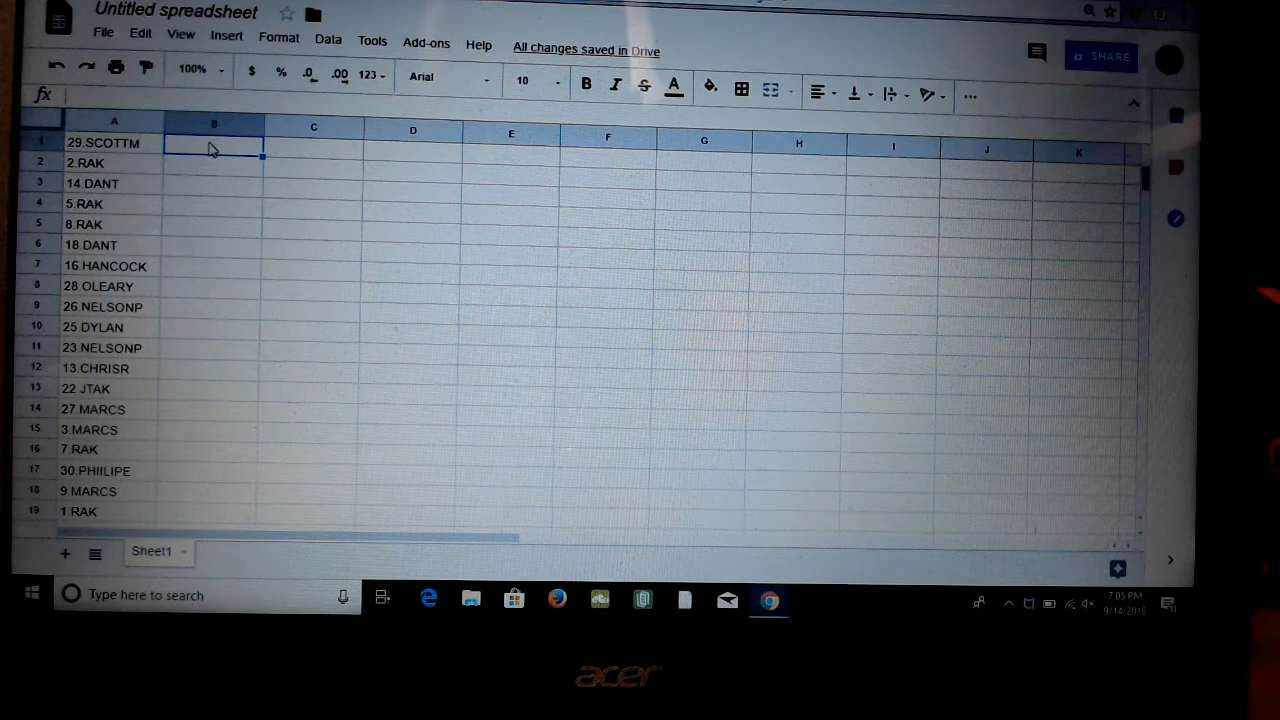 Untitled spreadsheet
File Edit View Insert Format Data Tools Add-ons Help All changes saved in Drive
SHARE
100% $ % .0 .00 123 Arial 10 B I S A ...
fx
A B C D E F G H I J K
1 29.SCOTTM
2 2.RAK
3 14 DANT
4 5.RAK
5 8 RAK
6 18 DANT
7 16 HANCOCK
8 28 OLEARY
9 26 NELSONP
10 25 DYLAN
11 23 NELSONP
12 13 CHRISR
13 22 JTAK
14 27 MARCS
15 3 MARCS
16 7 RAK
17 30 PHIILIPE
18 9 MARCS
19 1 RAK
+ Sheet1
Type here to search
7:05 PM
9/14/2018
acer